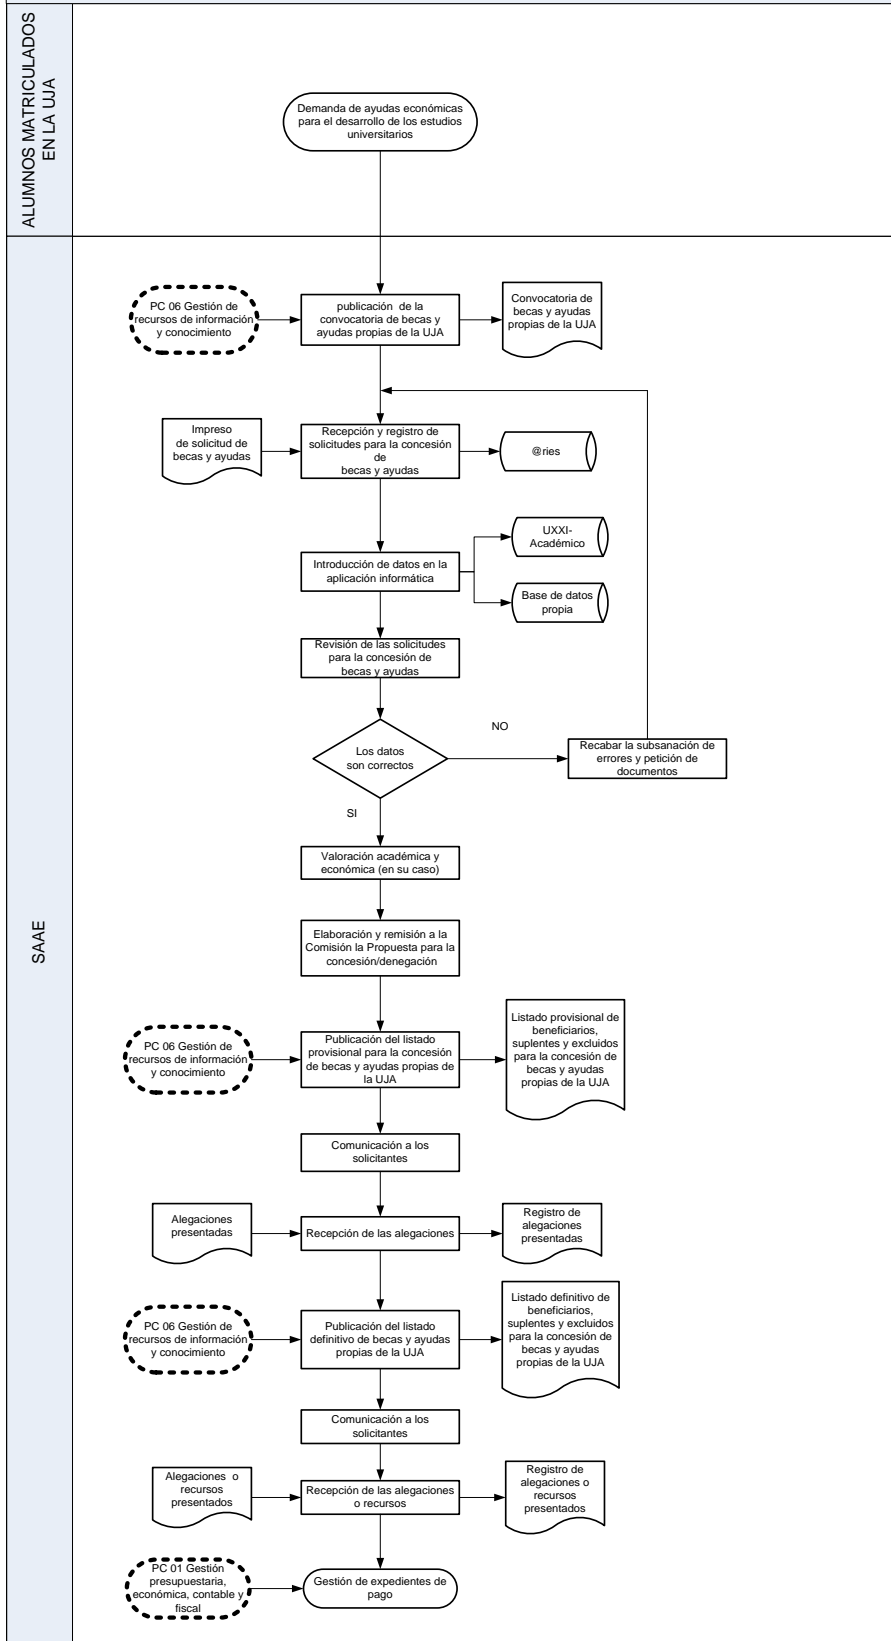 ALUMNOS MATRICULADOS
EN LA UJA
Demanda de ayudas económicas
para el desarrollo de los estudios
universitarios
SAAE
PC 06 Gestión de
recursos de información
y conocimiento
publicación de la
convocatoria de becas y
ayudas propias de la UJA
Convocatoria de
becas y ayudas
propias de la UJA
Impreso
de solicitud de
becas y ayudas
Recepción y registro de
solicitudes para la concesión
de
becas y ayudas
@ries
Introducción de datos en la
aplicación informática
UXXI-
Académico
Base de datos
propia
Revisión de las solicitudes
para la concesión de
becas y ayudas
Los datos
son correctos
NO
Recabar la subsanación de
errores y petición de
documentos
SI
Valoración académica y
económica (en su caso)
Elaboración y remisión a la
Comisión la Propuesta para la
concesión/denegación
PC 06 Gestión de
recursos de información
y conocimiento
Publicación del listado
provisional para la concesión
de becas y ayudas propias de
la UJA
Listado provisional de
beneficiarios,
suplentes y excluidos
para la concesión de
becas y ayudas
propias de la UJA
Comunicación a los
solicitantes
Alegaciones
presentadas
Recepción de las alegaciones
Registro de
alegaciones
presentadas
PC 06 Gestión de
recursos de información
y conocimiento
Publicación del listado
definitivo de becas y ayudas
propias de la UJA
Listado definitivo de
beneficiarios,
suplentes y excluidos
para la concesión de
becas y ayudas
propias de la UJA
Comunicación a los
solicitantes
Alegaciones o
recursos
presentados
Recepción de las alegaciones
o recursos
Registro de
alegaciones o
recursos
presentados
PC 01 Gestión
presupuestaria,
económica, contable y
fiscal
Gestión de expedientes de
pago